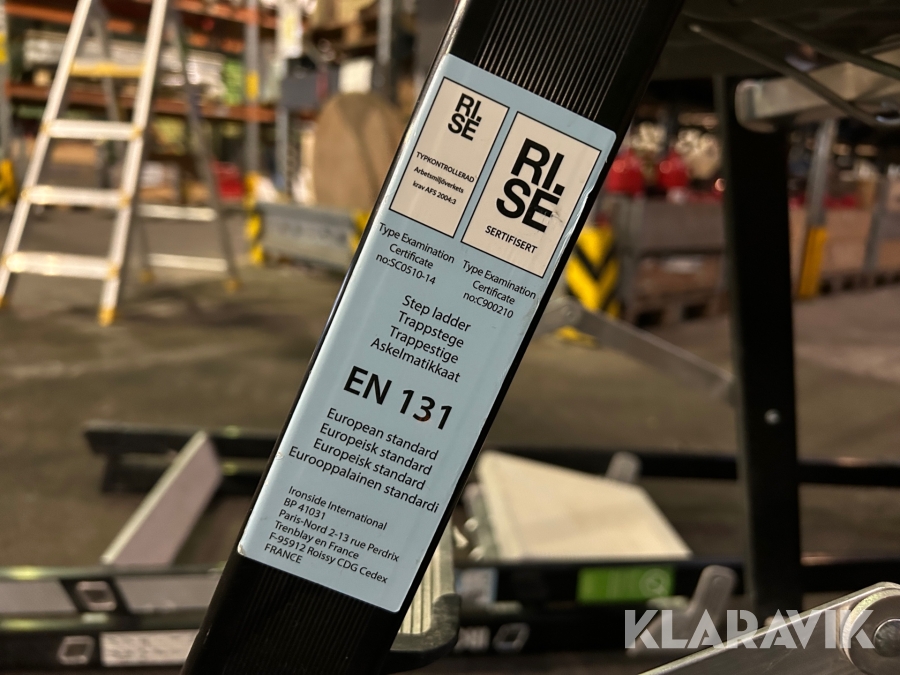 RI.
SE
TYPKONTROLLERAD
Arbetsmiljöverkets
krav AFS 2004:3
RI.
SE
SERTIFISERT
Type Examination
Certificate
no:SC0510-14
Type Examination
Certificate
no:C900210
Step ladder
Trappstege
Trappestige
Askelmatikkaat
EN 131
European standard
Europeisk standard
Europeisk standard
Eurooppalainen standardi
Ironside International
BP 41031
Paris-Nord 2-13 rue Perdrix
Tremblay en France
F-95912 Roissy CDG Cedex
FRANCE
KLARAVIK